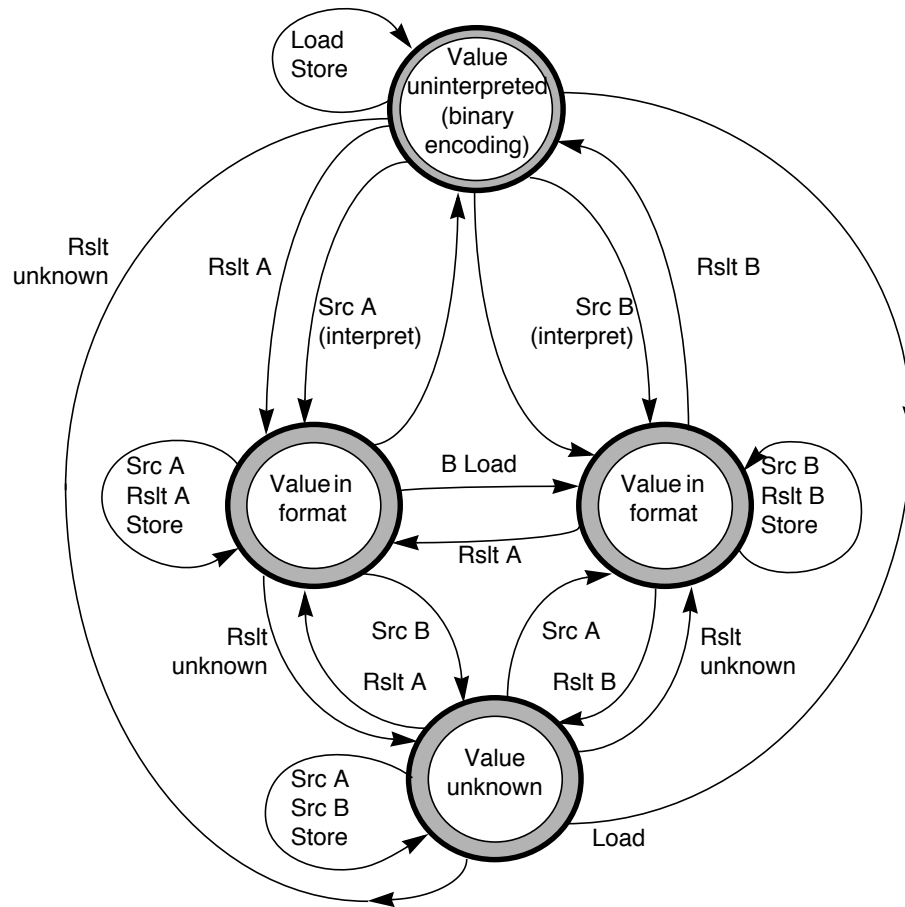 Load
Store
Value
uninterpreted
(binary
encoding)
Rslt
unknown
Rslt A
Src A
(interpret)
Src B
(interpret)
Rslt B
Src A
Rslt A
Store
Value in
format
B Load
Rslt A
Value in
format
Src B
Rslt B
Store
Rslt
unknown
Src B
Rslt A
Src A
Rslt B
Rslt
unknown
Src A
Src B
Store
Value
unknown
Load